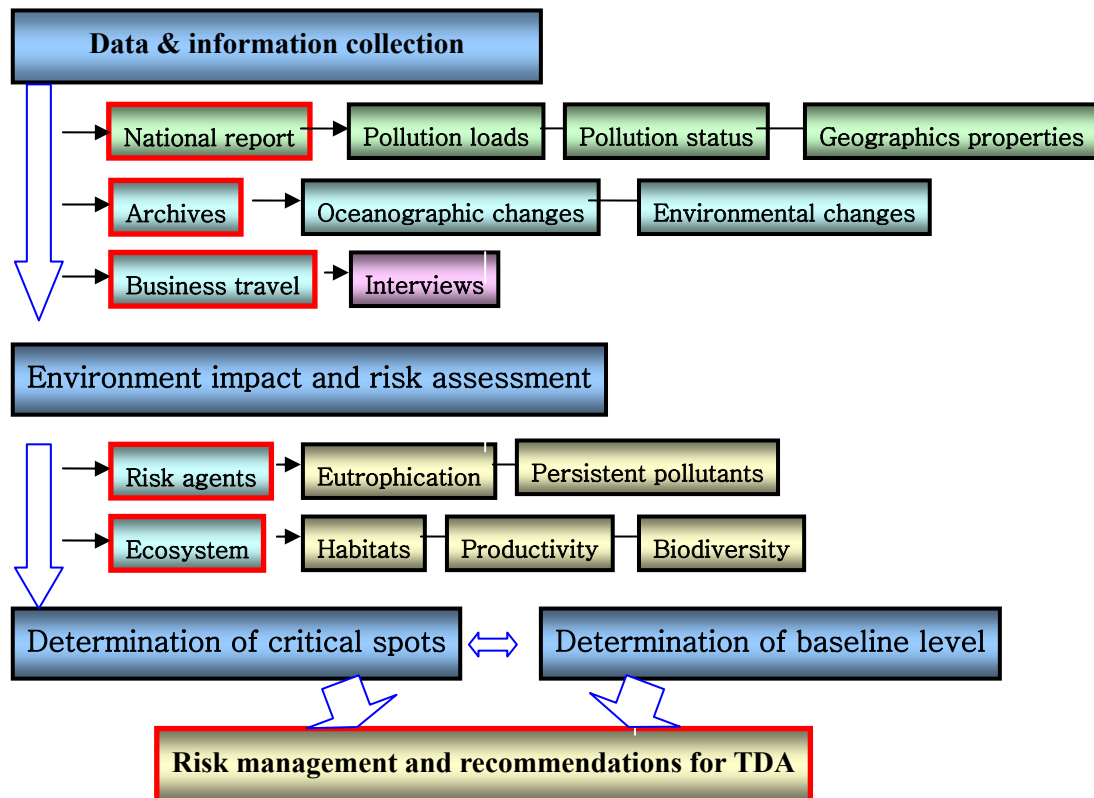 Data & information collection
National report
Pollution loads
Pollution status
Geographics properties
Archives
Oceanographic changes
Environmental changes
Business travel
Interviews
Environment impact and risk assessment
Risk agents
Eutrophication
Persistent pollutants
Ecosystem
Habitats
Productivity
Biodiversity
Determination of critical spots
Determination of baseline level
Risk management and recommendations for TDA